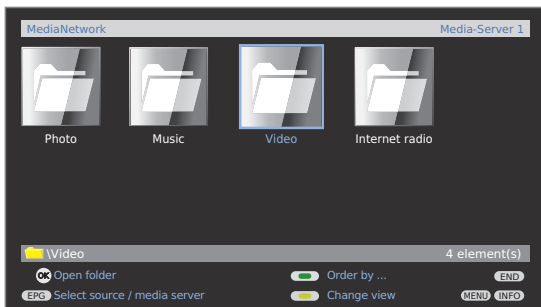 MediaNetwork Media-Server 1
Photo Music Video Internet radio
\Video 4 element(s)
OK Open folder Order by ... END
EPG Select source / media server Change view MENU INFO